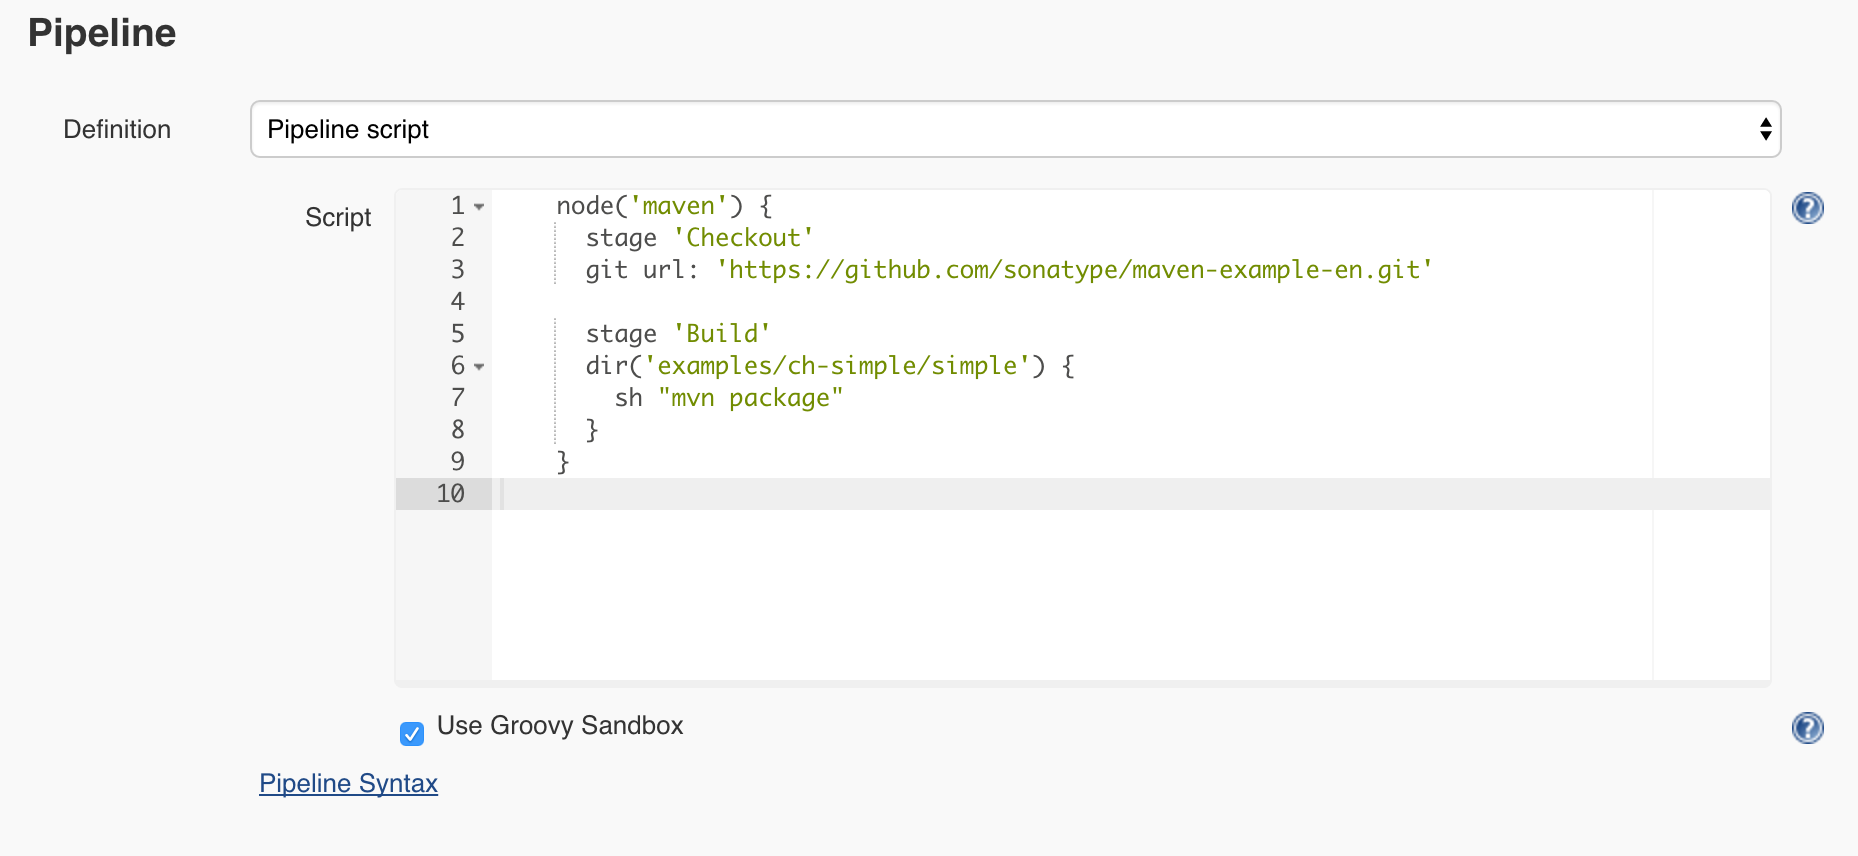 Pipeline
Definition
Pipeline script
Script
1 node('maven') {
2 stage 'Checkout'
3 git url: 'https://github.com/sonatype/maven-example-en.git'
4
5 stage 'Build'
6 dir('examples/ch-simple/simple') {
7 sh "mvn package"
8 }
9 }
10
Use Groovy Sandbox
Pipeline Syntax